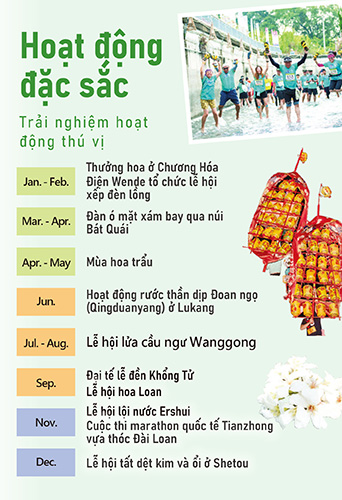 Hoạt động
đặc sắc
Trải nghiệm hoạt
động thú vị
Jan. - Feb.
Thưởng hoa ở Chương Hóa
Điện Wende tổ chức lễ hội
xếp đèn lồng
Mar. - Apr.
Đàn ó mặt xám bay qua núi
Bát Quái
Apr. - May
Mùa hoa trẩu
Jun.
Hoạt động rước thần dịp Đoan ngọ
(Qingduanyang) ở Lukang
Jul. - Aug.
Lễ hội lửa cầu ngư Wanggong
Sep.
Đại tế lễ đền Khổng Tử
Lễ hội hoa Loan
Nov.
Lễ hội lội nước Ershui
Cuộc thi marathon quốc tế Tianzhong
vựa thóc Đài Loan
Dec.
Lễ hội tất dệt kim và ổi ở Shetou